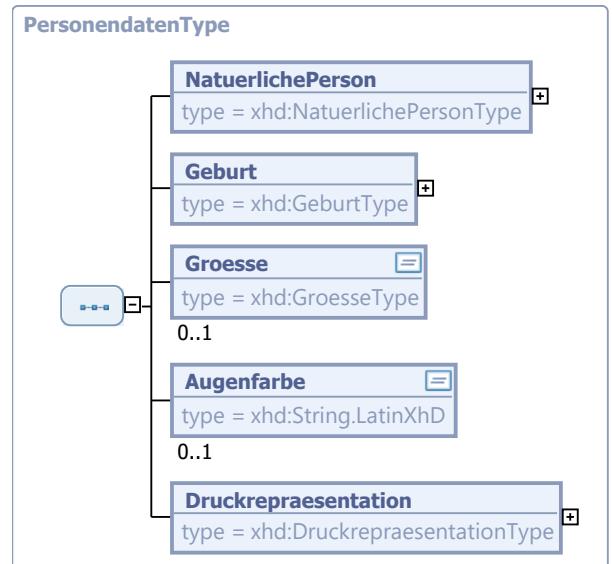 PersonendatenType
NatuerlichePerson
type = xhd:NatuerlichePersonType
Geburt
type = xhd:GeburtType
Groesse
type = xhd:GroesseType
0..1
Augenfarbe
type = xhd:String.LatinXhD
0..1
Druckrepraesentation
type = xhd:DruckrepraesentationType